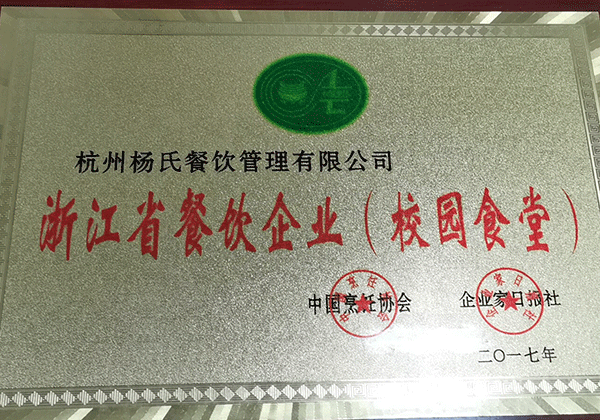 杭州杨氏餐饮管理有限公司
浙江省餐饮企业（校园食堂）
中国烹饪协会 企业家日报社
二〇一七年